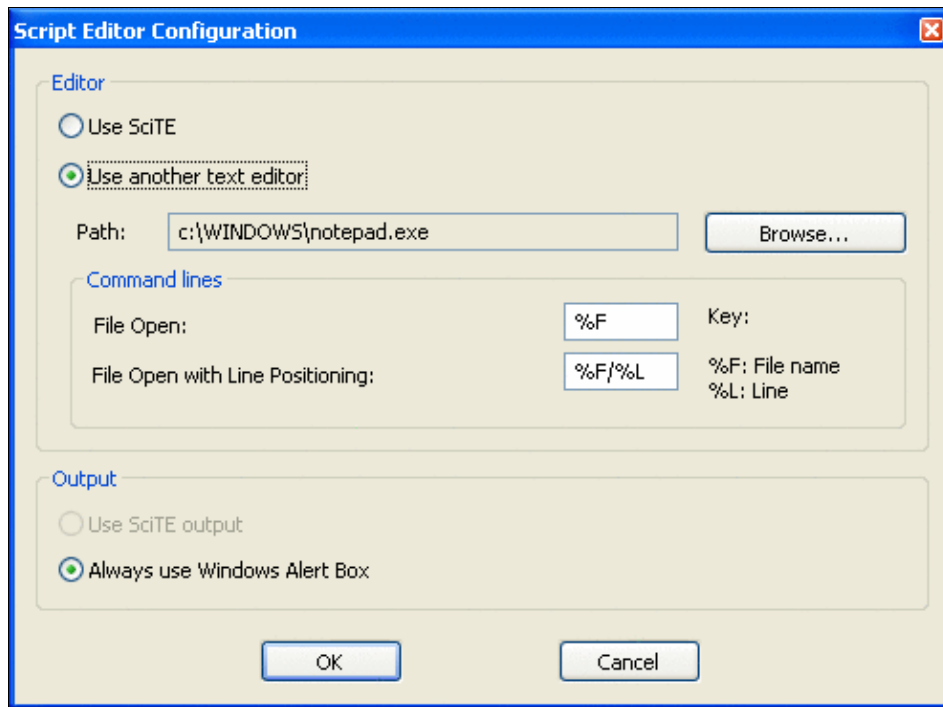 Script Editor Configuration
Editor
Use SciTE
Use another text editor
Path: c:\WINDOWS\notepad.exe Browse...
Command lines
File Open: %F Key:
File Open with Line Positioning: %F/%L %F: File name
%L: Line
Output
Use SciTE output
Always use Windows Alert Box
OK Cancel